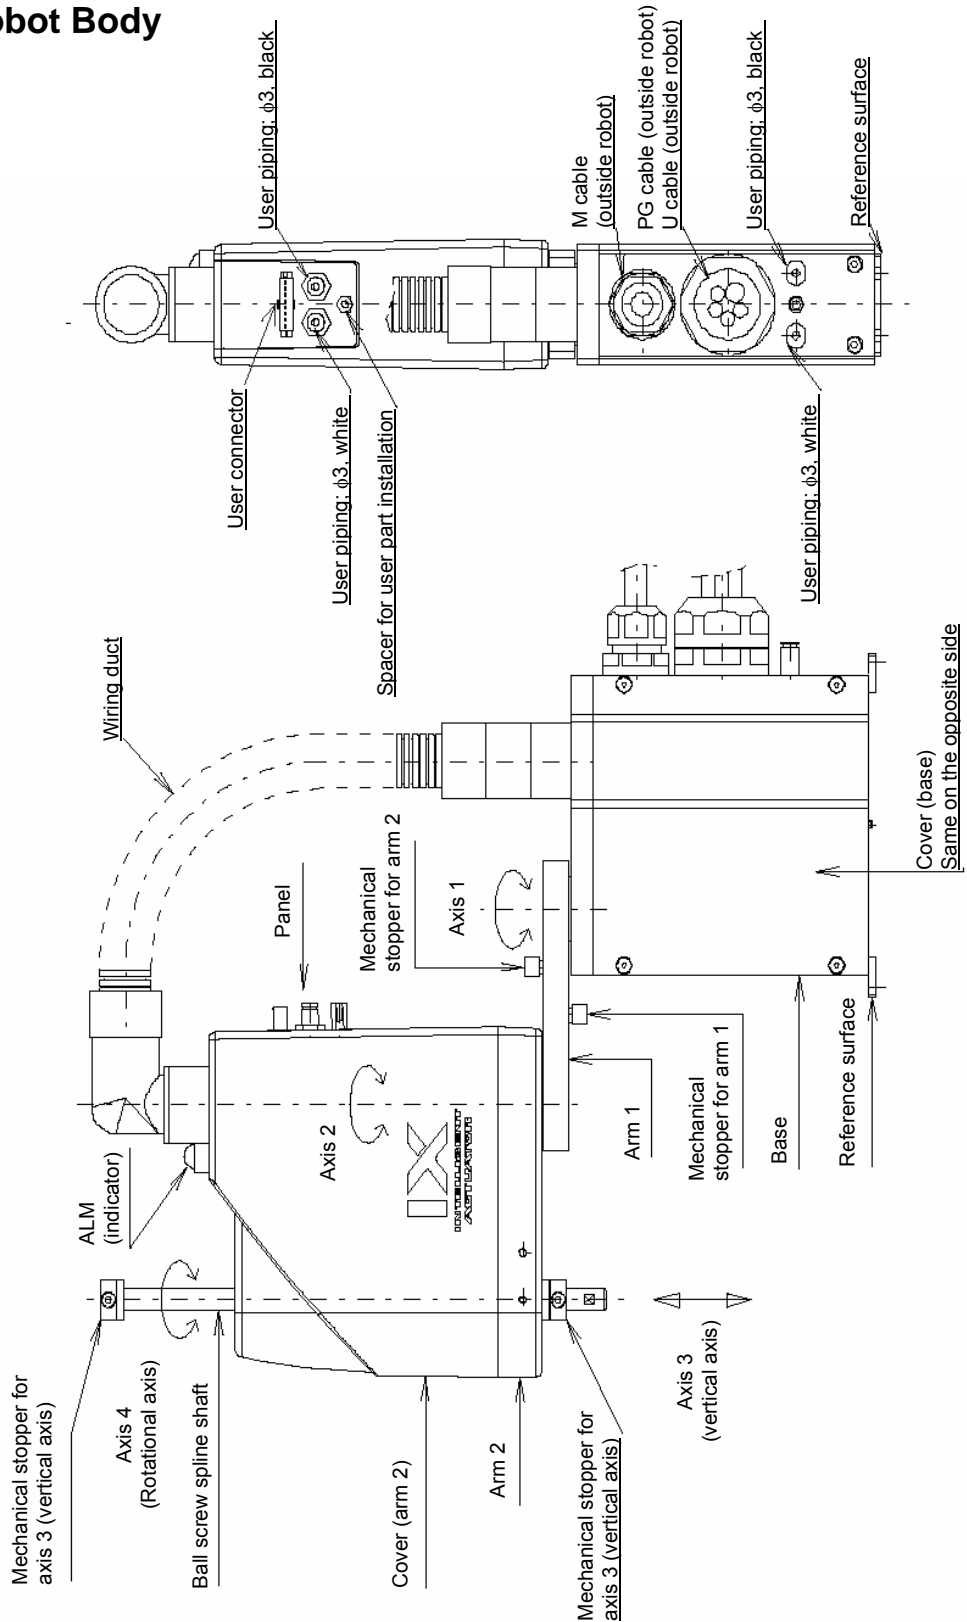 obot Body
User piping; φ3, black
M cable
(outside robot)
PG cable (outside robot)
U cable (outside robot)
User piping; φ3, black
Reference surface
User connector
User piping; φ3, white
Spacer for user part installation
User piping; φ3, white
Wiring duct
Panel
Mechanical
stopper for arm 2
Axis 1
Cover (base)
Same on the opposite side
ALM
(indicator)
Axis 2
IX
INTELLIGENT
ACTUATOR
Arm 1
Mechanical
stopper for arm 1
Base
Reference surface
Mechanical stopper for
axis 3 (vertical axis)
Axis 4
(Rotational axis)
Ball screw spline shaft
Cover (arm 2)
Arm 2
Mechanical stopper for
axis 3 (vertical axis)
Axis 3
(vertical axis)